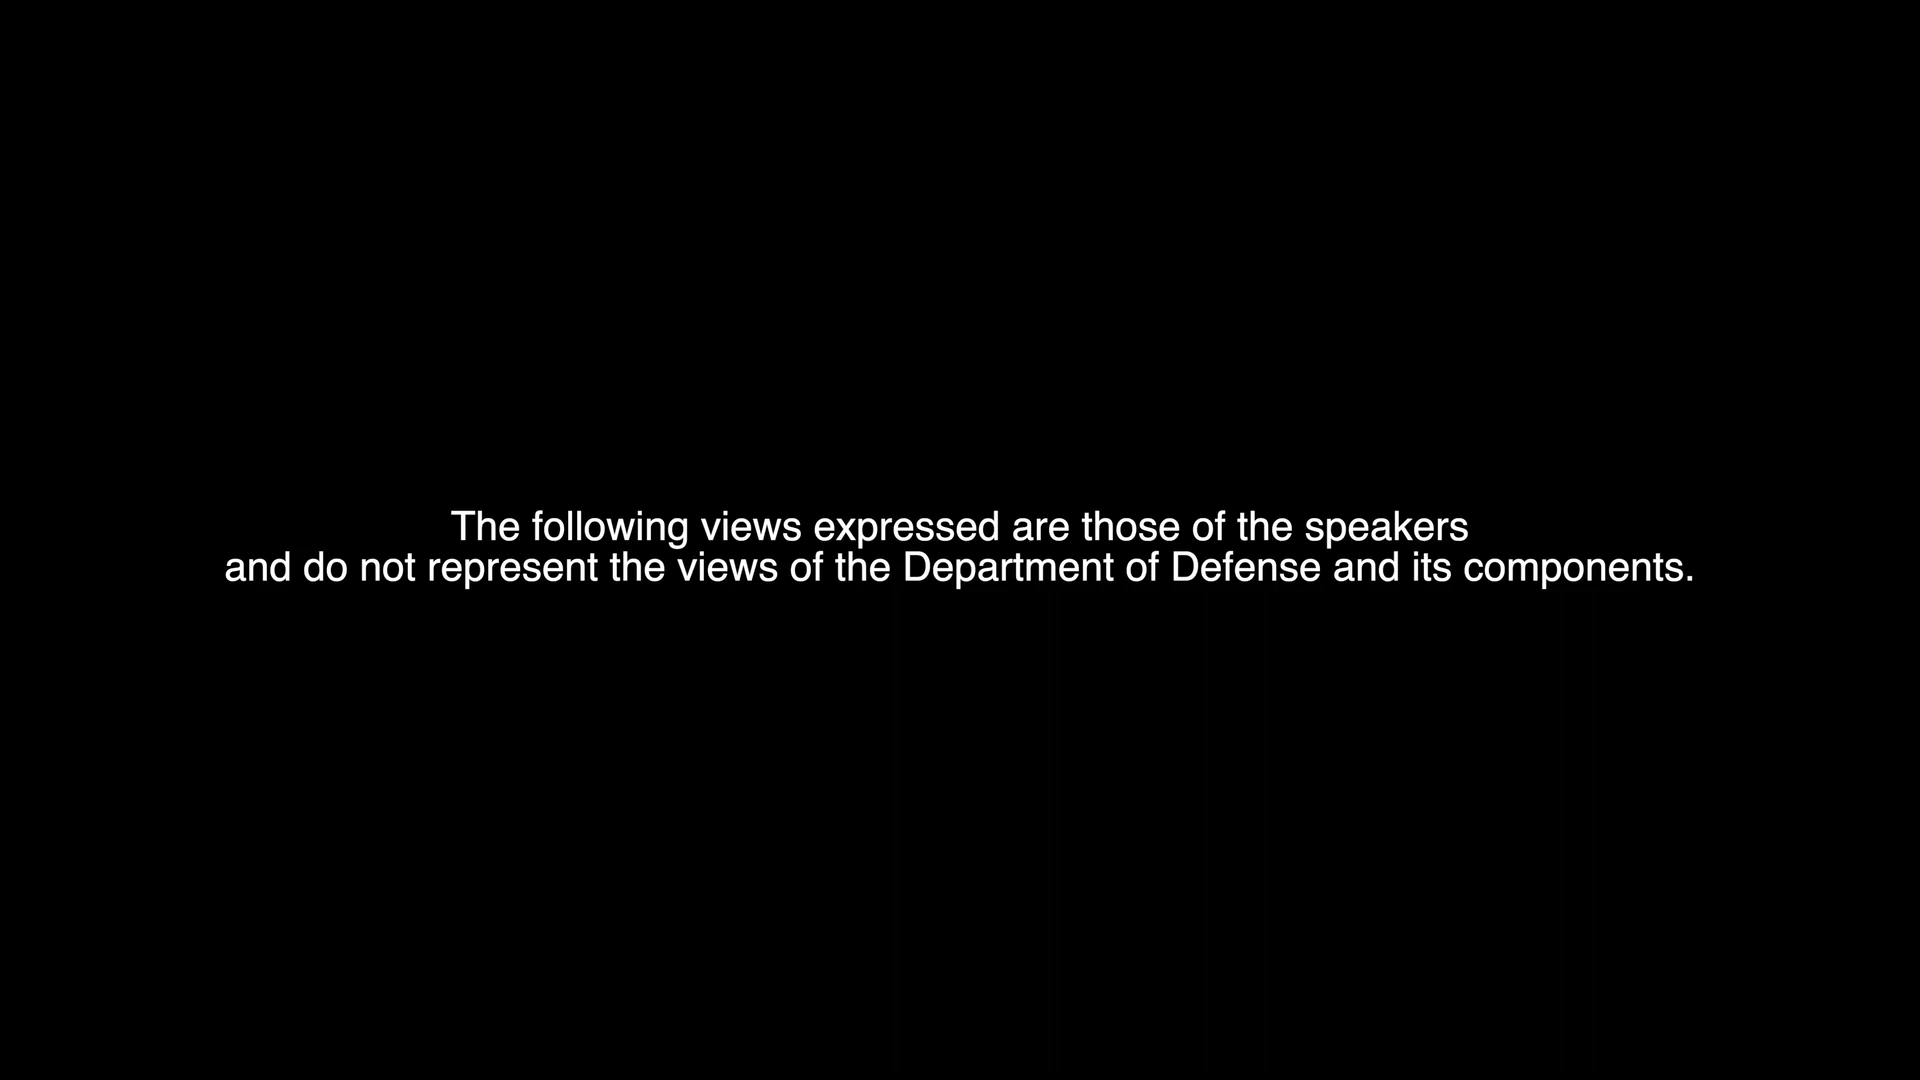 The following views expressed are those of the speakers
and do not represent the views of the Department of Defense and its components.